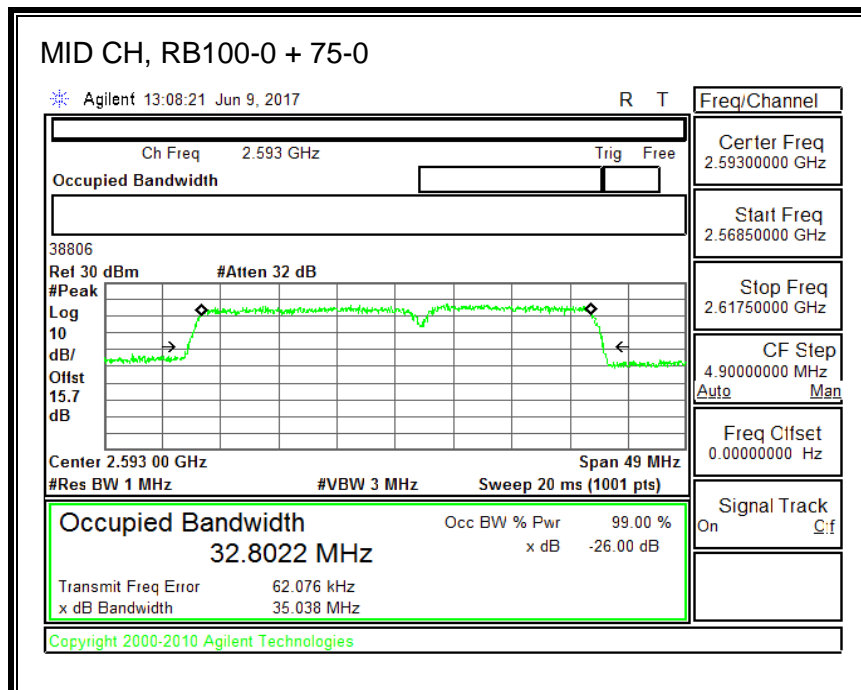 MID CH, RB100-0 + 75-0
Agilent 13:08:21 Jun 9, 2017 R T
Freq/Channel
Ch Freq 2.593 GHz Trig Free
Occupied Bandwidth
Center Freq
2.59300000 GHz
Start Freq
2.56850000 GHz
38806
Ref 30 dBm #Atten 32 dB
#Peak
Log
10
dB/
Offst
15.7
dB
Stop Freq
2.61750000 GHz
CF Step
4.90000000 MHz
Auto Man
Freq Offset
0.00000000 Hz
Center 2.593 00 GHz Span 49 MHz
#Res BW 1 MHz #VBW 3 MHz Sweep 20 ms (1001 pts)
Signal Track
On Off
Occupied Bandwidth Occ BW % Pwr 99.00 %
32.8022 MHz x dB -26.00 dB
Transmit Freq Error 62.076 kHz
x dB Bandwidth 35.038 MHz
Copyright 2000-2010 Agilent Technologies